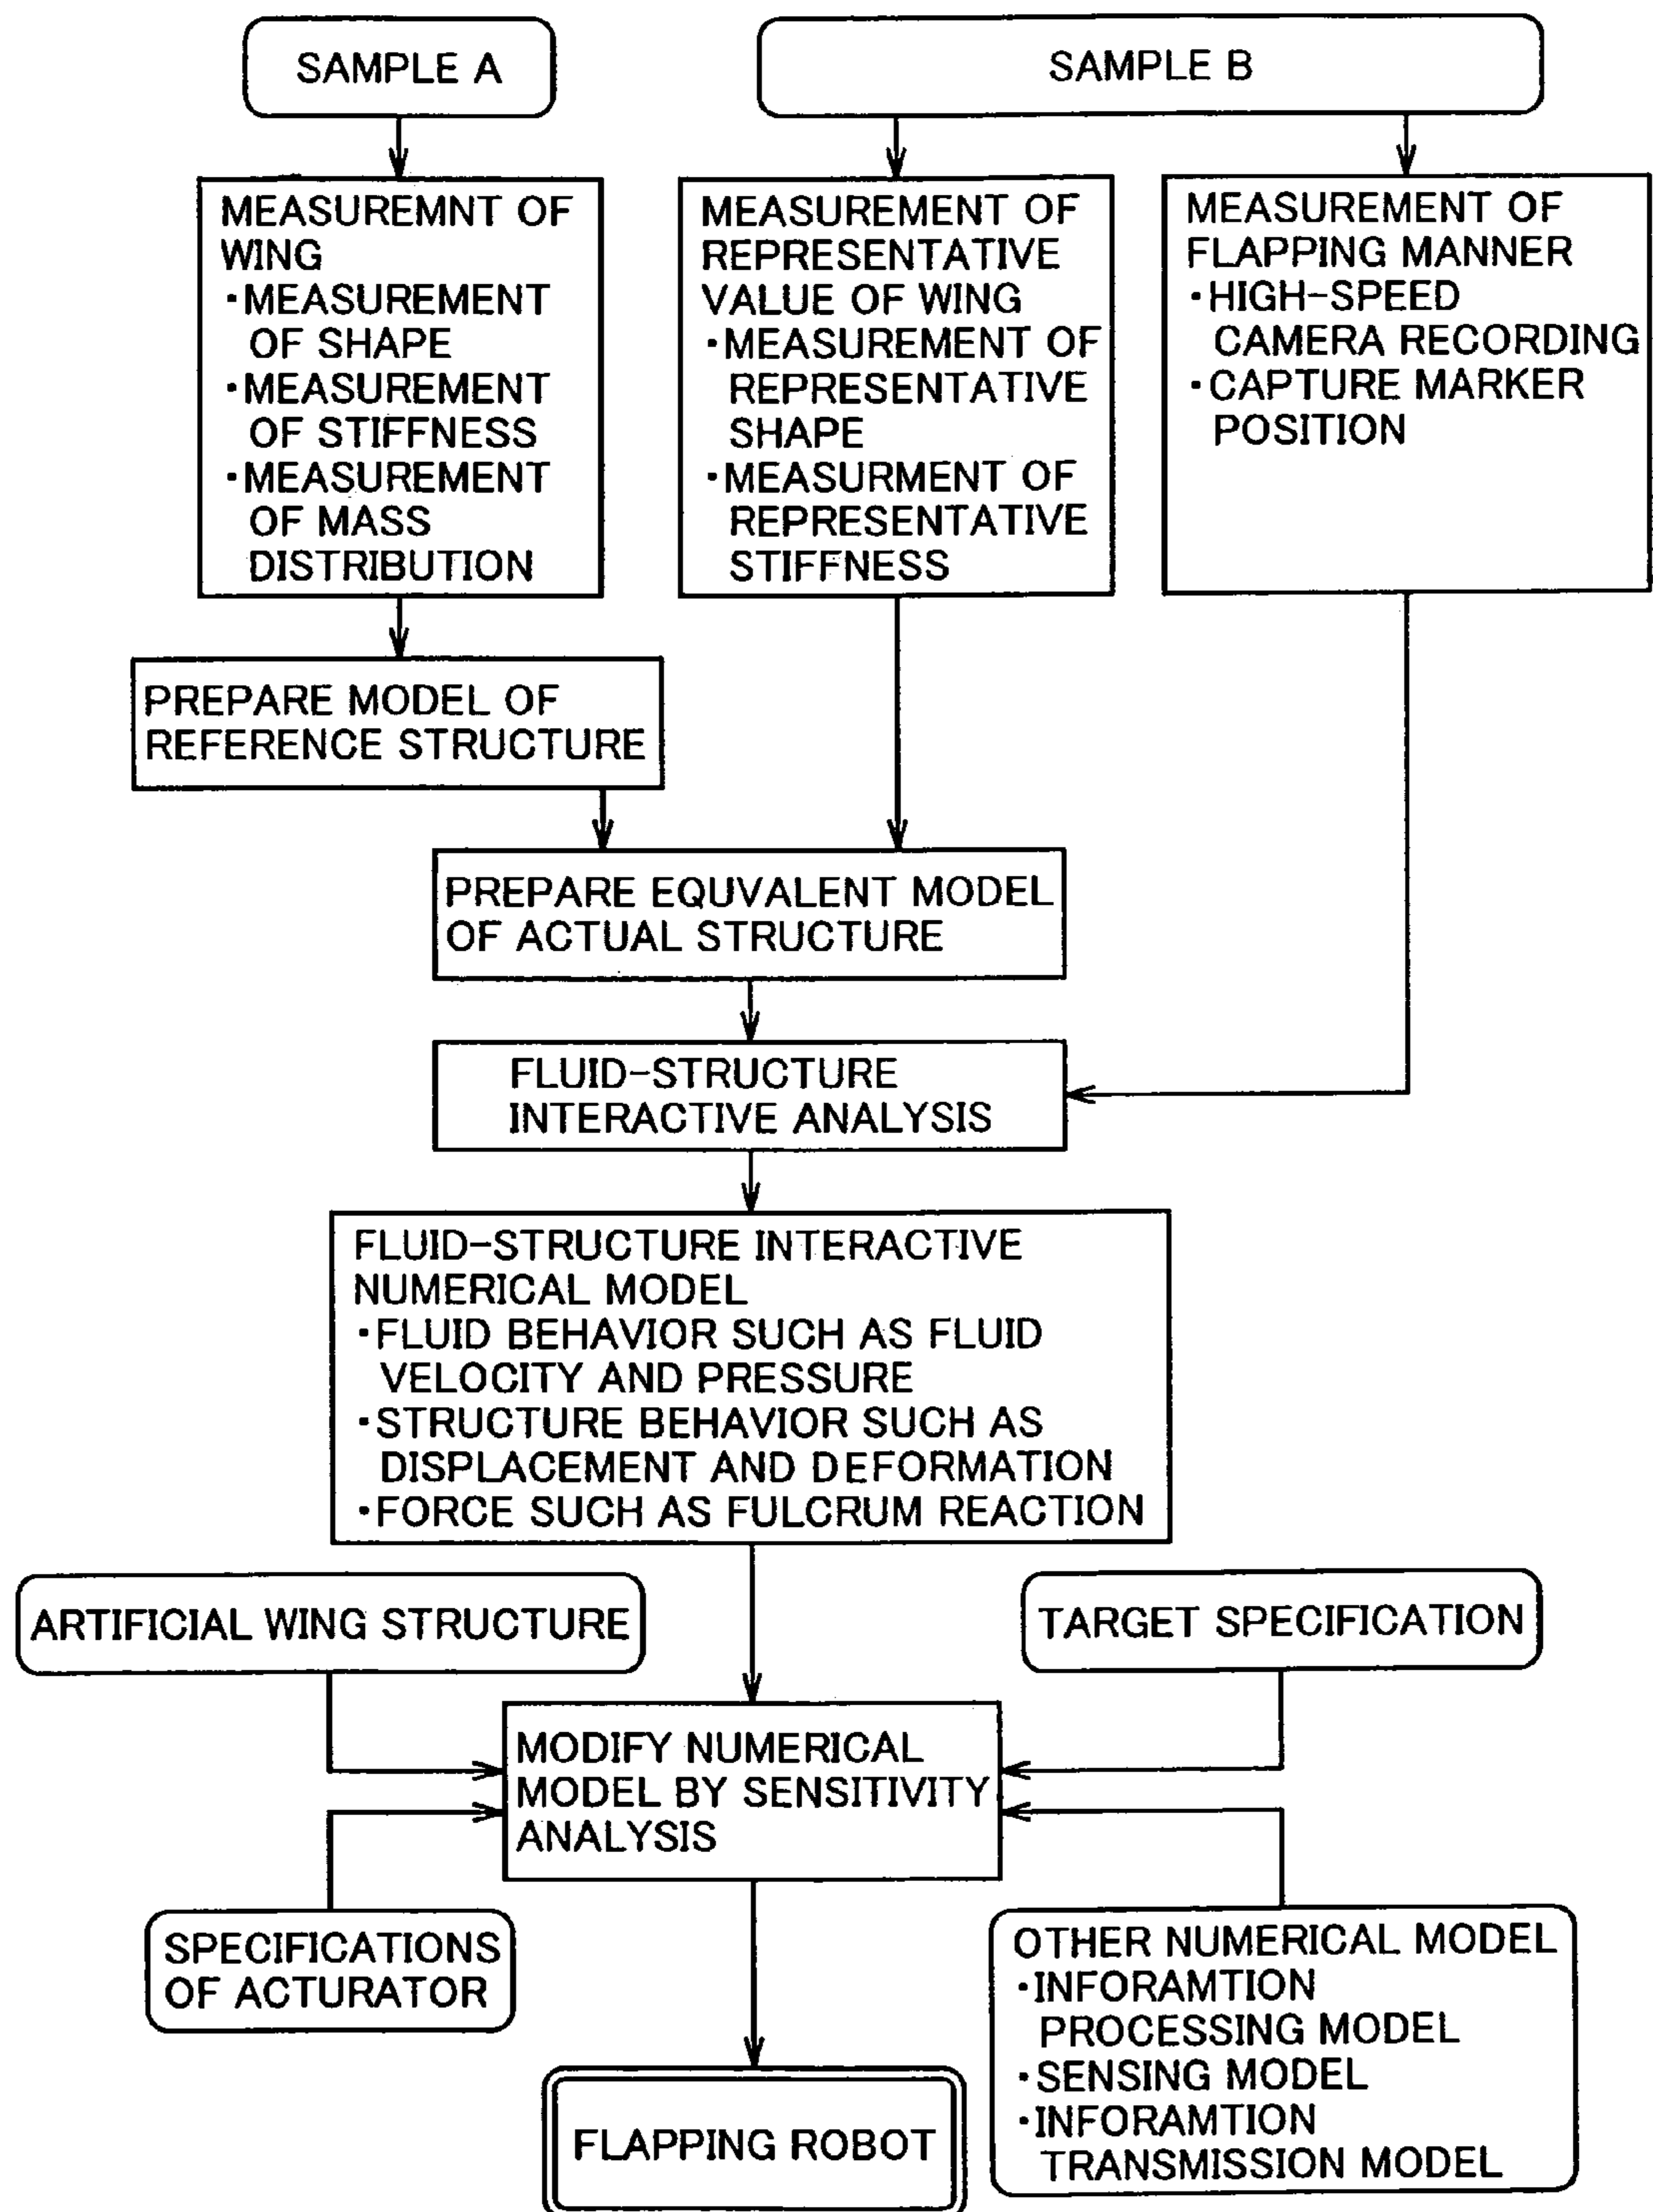 SAMPLE A
SAMPLE B
MEASUREMNT OF
WING
・MEASUREMENT
OF SHAPE
・MEASUREMENT
OF STIFFNESS
・MEASUREMENT
OF MASS
DISTRIBUTION
MEASUREMENT OF
REPRESENTATIVE
VALUE OF WING
・MEASUREMENT OF
REPRESENTATIVE
SHAPE
・MEASURMENT OF
REPRESENTATIVE
STIFFNESS
MEASUREMENT OF
FLAPPING MANNER
・HIGH-SPEED
CAMERA RECORDING
・CAPTURE MARKER
POSITION
PREPARE MODEL OF
REFERENCE STRUCTURE
PREPARE EQUVALENT MODEL
OF ACTUAL STRUCTURE
FLUID-STRUCTURE
INTERACTIVE ANALYSIS
FLUID-STRUCTURE INTERACTIVE
NUMERICAL MODEL
・FLUID BEHAVIOR SUCH AS FLUID
VELOCITY AND PRESSURE
・STRUCTURE BEHAVIOR SUCH AS
DISPLACEMENT AND DEFORMATION
・FORCE SUCH AS FULCRUM REACTION
ARTIFICIAL WING STRUCTURE
TARGET SPECIFICATION
MODIFY NUMERICAL
MODEL BY SENSITIVITY
ANALYSIS
SPECIFICATIONS
OF ACTURATOR
OTHER NUMERICAL MODEL
・INFORAMTION
PROCESSING MODEL
・SENSING MODEL
・INFORAMTION
TRANSMISSION MODEL
FLAPPING ROBOT